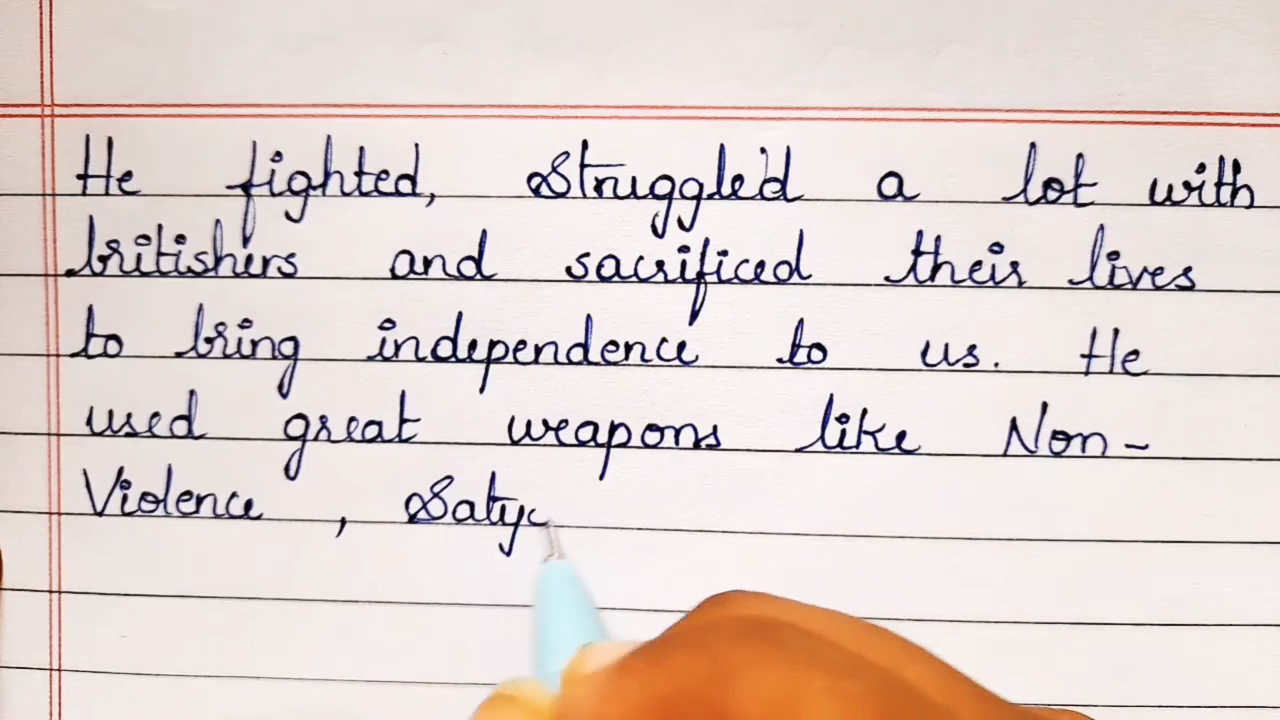 He fighted, Struggled a lot with
britishers and sacrificed their lives
to bring independence to us. He
used great weapons like Non-
Violence , Satya